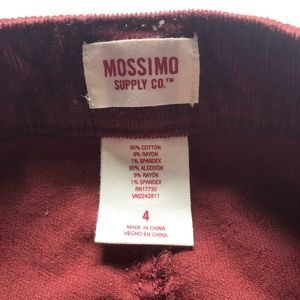 MOSSIMO
SUPPLY CO.™
90% COTTON
9% RAYON
1% SPANDEX
90% ALGODÓN
9% RAYÓN
1% SPANDEX
RN17730
VN2242811
4
MADE IN CHINA
HECHO EN CHINA